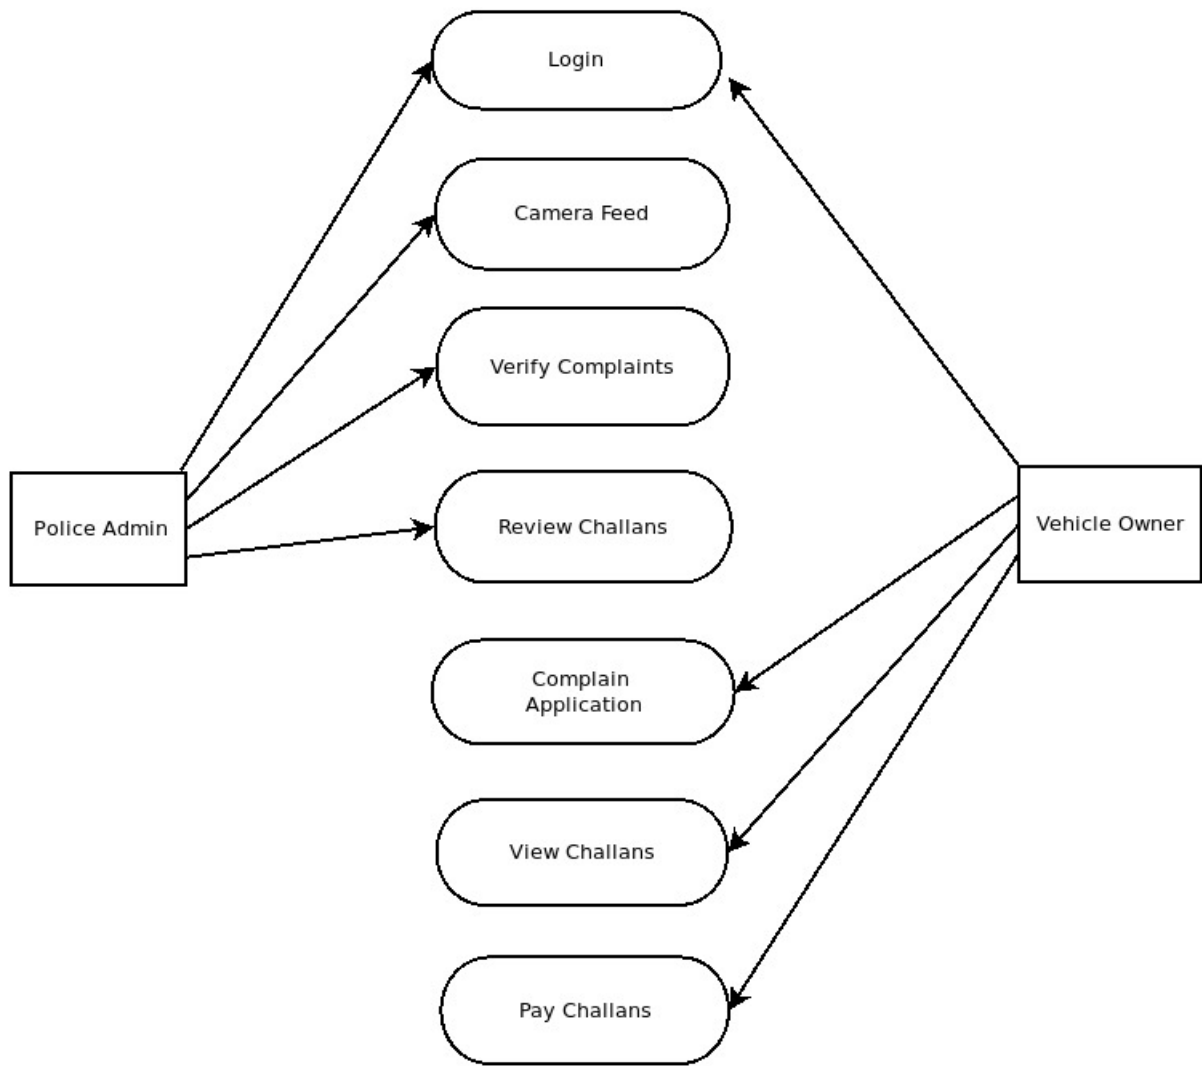 Login
Camera Feed
Verify Complaints
Police Admin
Review Challans
Vehicle Owner
Complain
Application
View Challans
Pay Challans